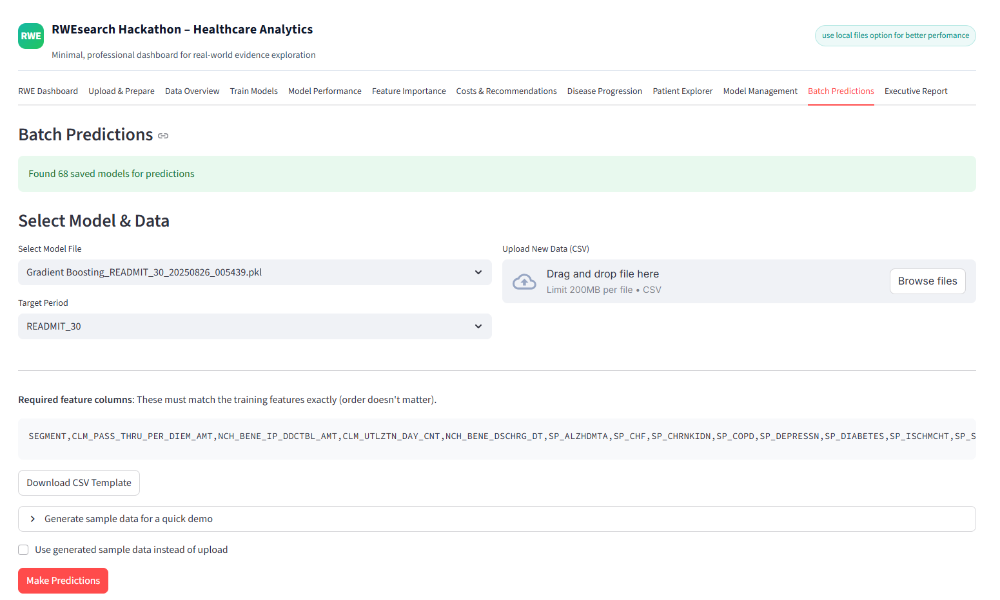 RWE
RWEsearch Hackathon – Healthcare Analytics
Minimal, professional dashboard for real-world evidence exploration
use local files option for better perfomance
RWE Dashboard Upload & Prepare Data Overview Train Models Model Performance Feature Importance Costs & Recommendations Disease Progression Patient Explorer Model Management Batch Predictions Executive Report
Batch Predictions
Found 68 saved models for predictions
Select Model & Data
Select Model File
Gradient Boosting_READMIT_30_20250826_005439.pkl
Target Period
READMIT_30
Upload New Data (CSV)
Drag and drop file here
Limit 200MB per file • CSV
Browse files
Required feature columns: These must match the training features exactly (order doesn't matter).
SEGMENT,CLM_PASS_THRU_PER_DIEM_AMT,NCH_BENE_IP_DDCTBL_AMT,CLM_UTLZTN_DAY_CNT,NCH_BENE_DSCHRG_DT,SP_ALZHDMTA,SP_CHF,SP_CHRNKIDN,SP_COPD,SP_DEPRESSN,SP_DIABETES,SP_ISCHMCHT,SP_S
Download CSV Template
Generate sample data for a quick demo
Use generated sample data instead of upload
Make Predictions